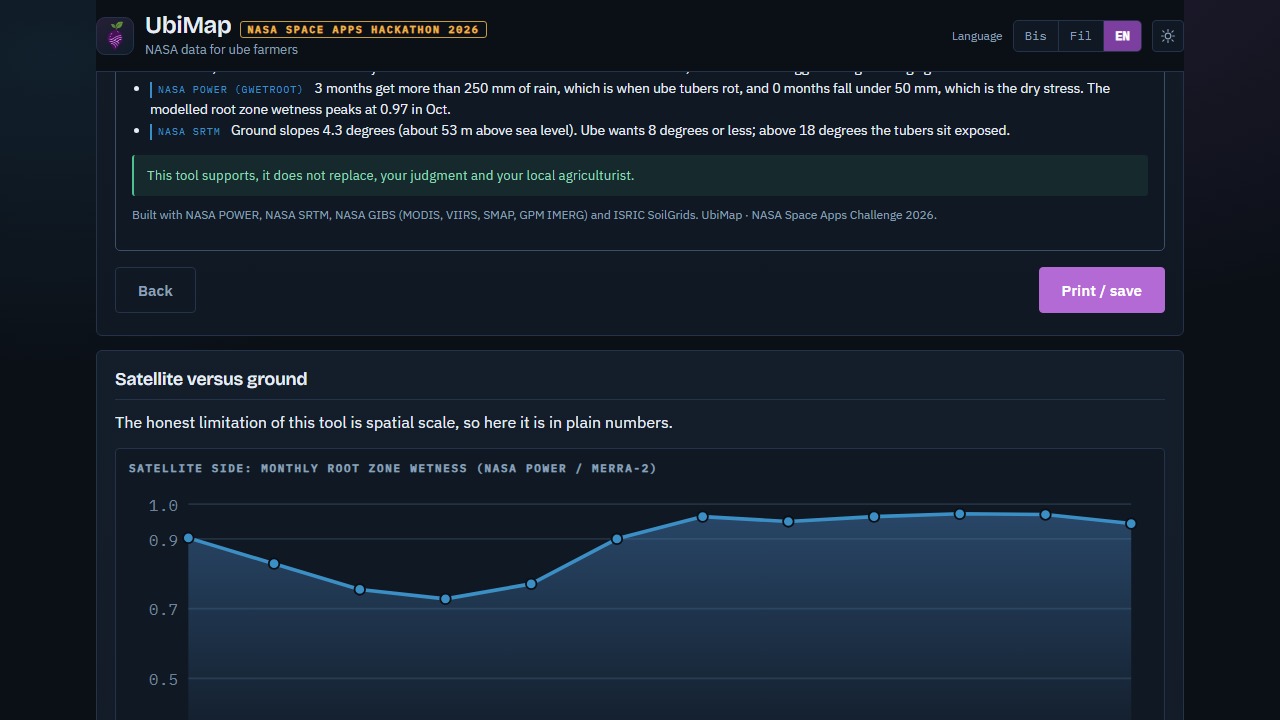 UbiMap NASA SPACE APPS HACKATHON 2026
NASA data for ube farmers
Language Bis Fil EN
NASA POWER (GWETROOT) 3 months get more than 250 mm of rain, which is when ube tubers rot, and 0 months fall under 50 mm, which is the dry stress. The
modelled root zone wetness peaks at 0.97 in Oct.
NASA SRTM Ground slopes 4.3 degrees (about 53 m above sea level). Ube wants 8 degrees or less; above 18 degrees the tubers sit exposed.
This tool supports, it does not replace, your judgment and your local agriculturist.
Built with NASA POWER, NASA SRTM, NASA GIBS (MODIS, VIIRS, SMAP, GPM IMERG) and ISRIC SoilGrids. UbiMap · NASA Space Apps Challenge 2026.
Back
Print / save
Satellite versus ground
The honest limitation of this tool is spatial scale, so here it is in plain numbers.
SATELLITE SIDE: MONTHLY ROOT ZONE WETNESS (NASA POWER / MERRA-2)
1.0
0.9
0.7
0.5